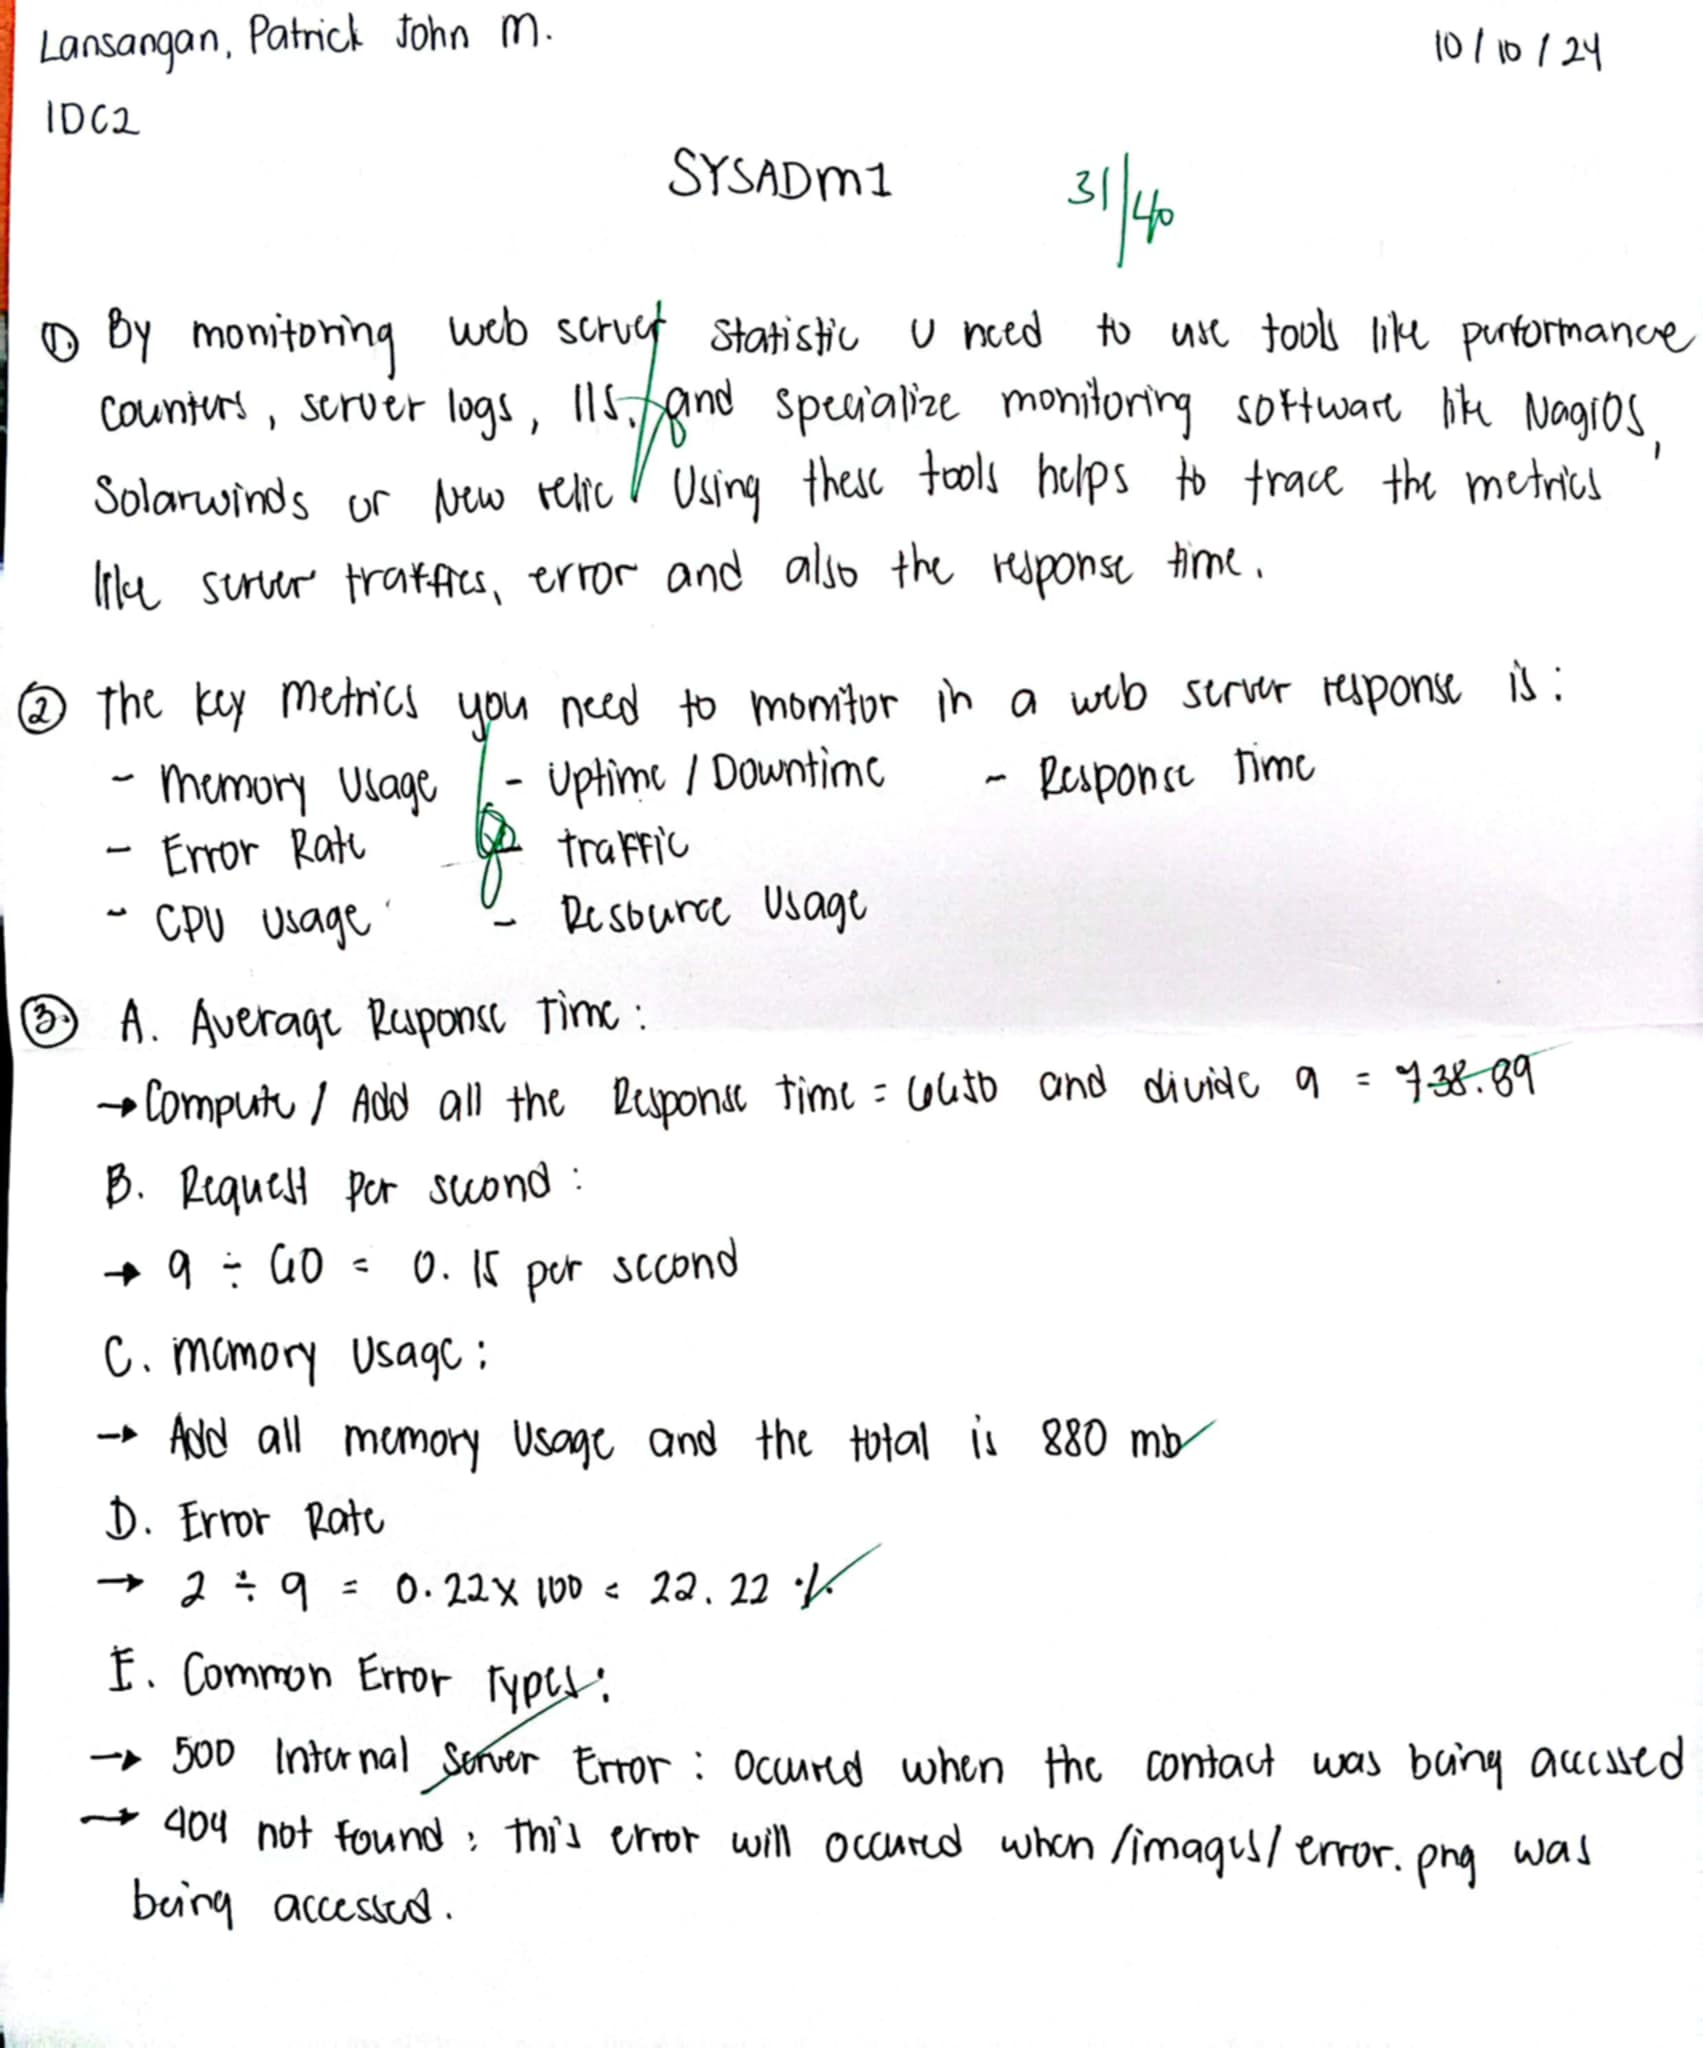 Lansangan, Patrick John M.
10/10/24
1DC2
SYSADM1
31/40
① By monitoring web server statistic u need to use tools like performance
counters, server logs, IIS, and specialize monitoring software like Nagios,
Solarwinds or New relic Using these tools helps to trace the metrics
like server traffics, error and also the response time.
② The key metrics you need to monitor in a web server response is:
- Memory Usage - Uptime / Downtime - Response Time
- Error Rate - traffic
- CPU Usage - Resource Usage
③ A. Average Response Time:
→ Compute / Add all the Response time = 6650 and divide 9 = 738.89
B. Request per second:
→ 9 ÷ 60 = 0.15 per second
C. Memory Usage:
→ Add all memory Usage and the total is 880 mb
D. Error Rate
→ 2 ÷ 9 = 0.22 x 100 = 22.22 %
E. Common Error Types:
→ 500 Internal Server Error: Occured when the contact was being accessed
→ 404 not found: this error will occured when /images/error.png was
being accessed.